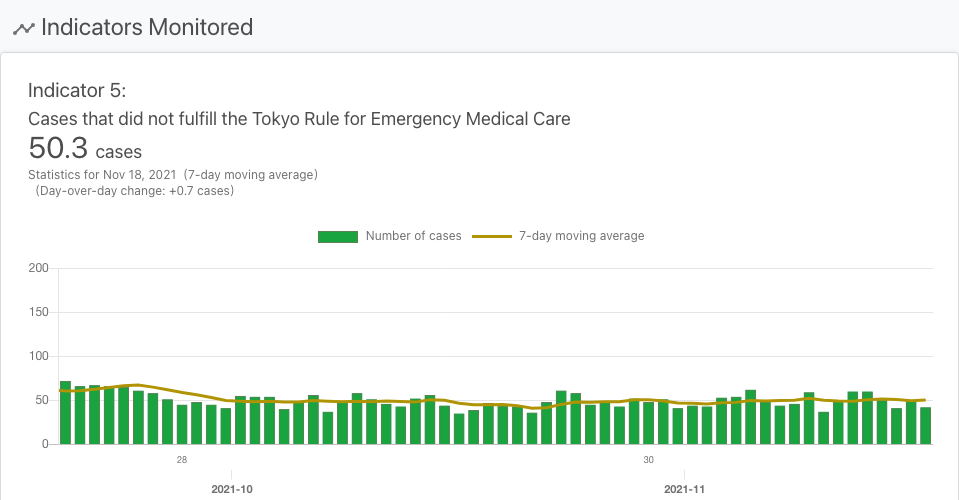 Indicators Monitored
Indicator 5:
Cases that did not fulfill the Tokyo Rule for Emergency Medical Care
50.3 cases
Statistics for Nov 18, 2021 (7-day moving average)
(Day-over-day change: +0.7 cases)
Number of cases 7-day moving average
200
150
100
50
0
28 30
2021-10 2021-11